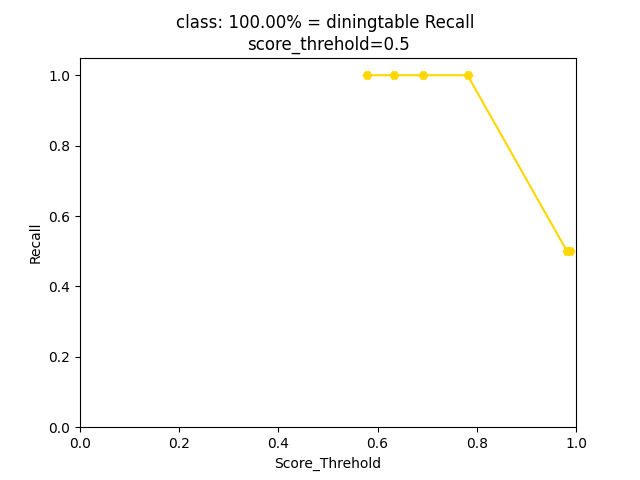 class: 100.00% = diningtable Recall
score_threhold=0.5
1.0
0.8
0.6
0.4
0.2
0.0
Recall
0.0 0.2 0.4 0.6 0.8 1.0
Score_Threhold